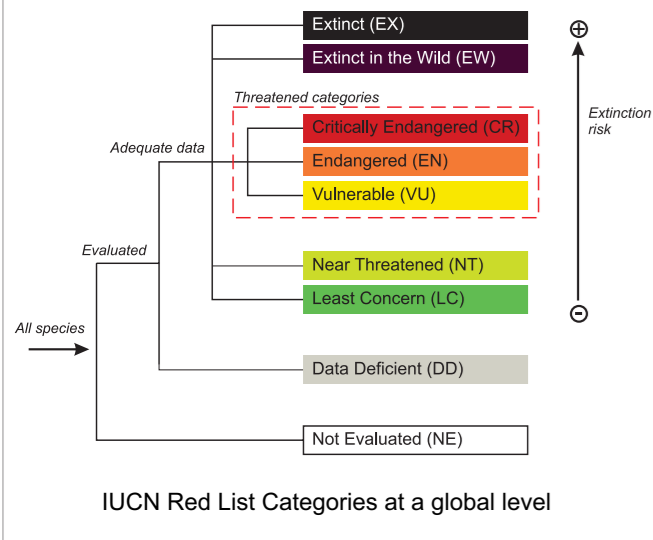 Extinct (EX)
Extinct in the Wild (EW)
Threatened categories
Critically Endangered (CR)
Extinction
risk
Adequate data
Endangered (EN)
Vulnerable (VU)
Evaluated
Near Threatened (NT)
Least Concern (LC)
All species
Data Deficient (DD)
Not Evaluated (NE)
IUCN Red List Categories at a global level